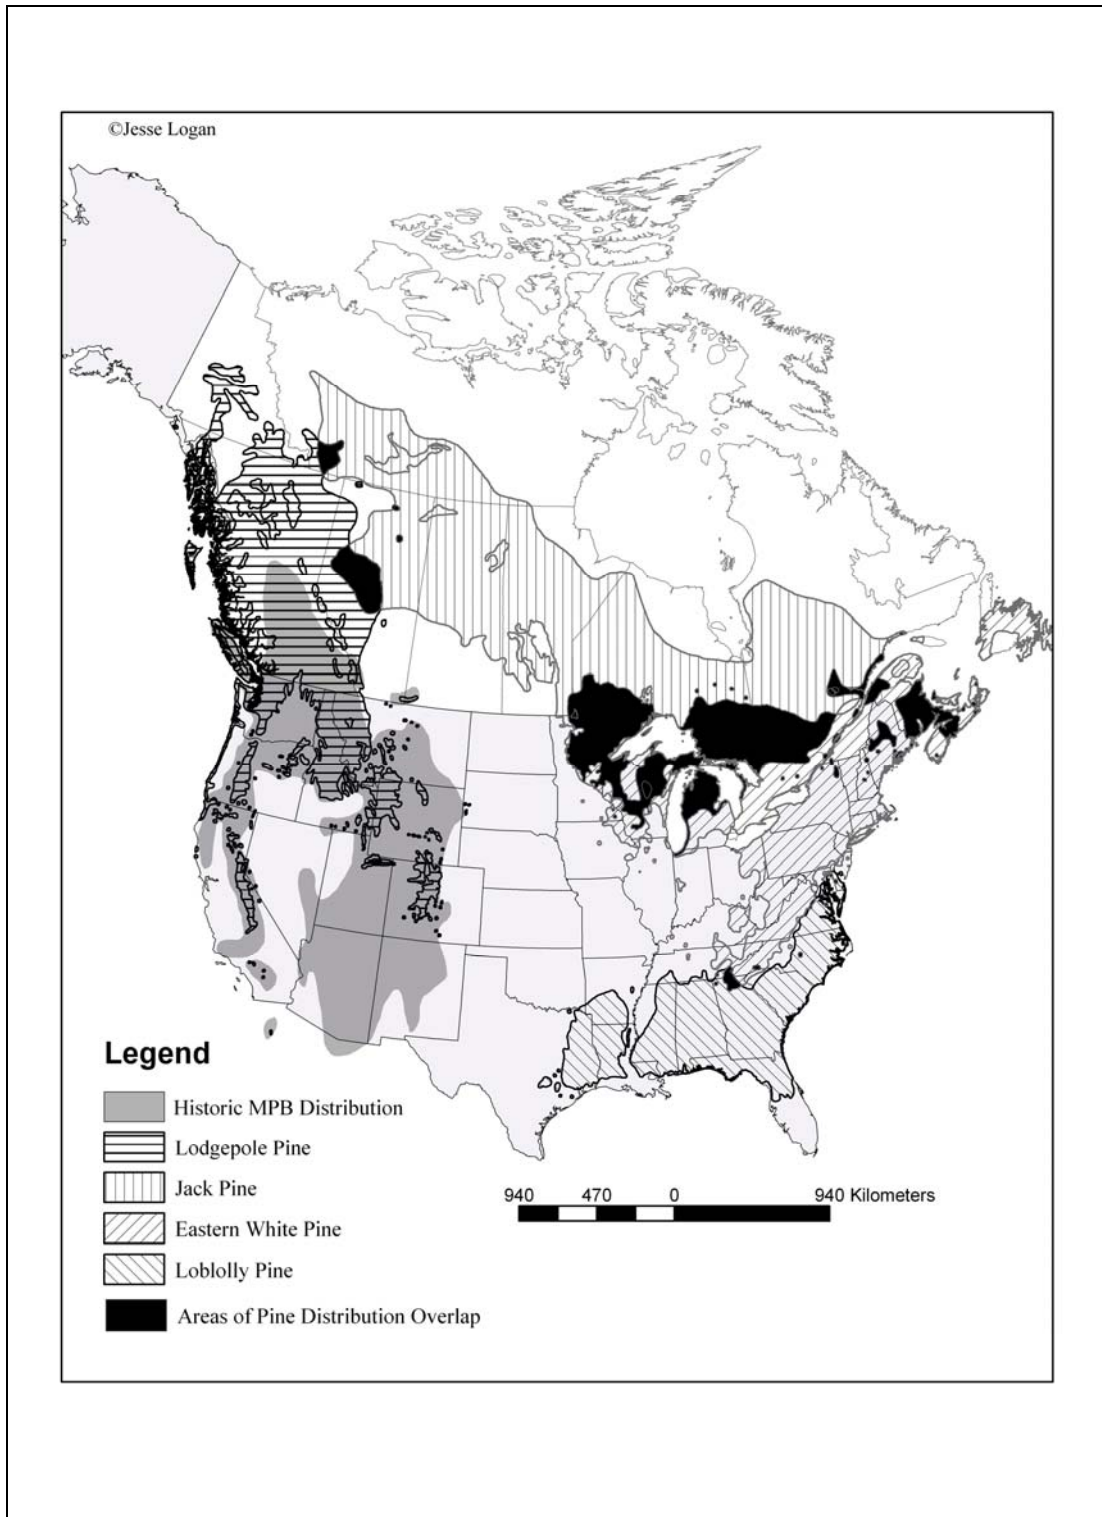 ©Jesse Logan
Legend
Historic MPB Distribution
Lodgepole Pine
Jack Pine
Eastern White Pine
Loblolly Pine
Areas of Pine Distribution Overlap
940 470 0 940 Kilometers